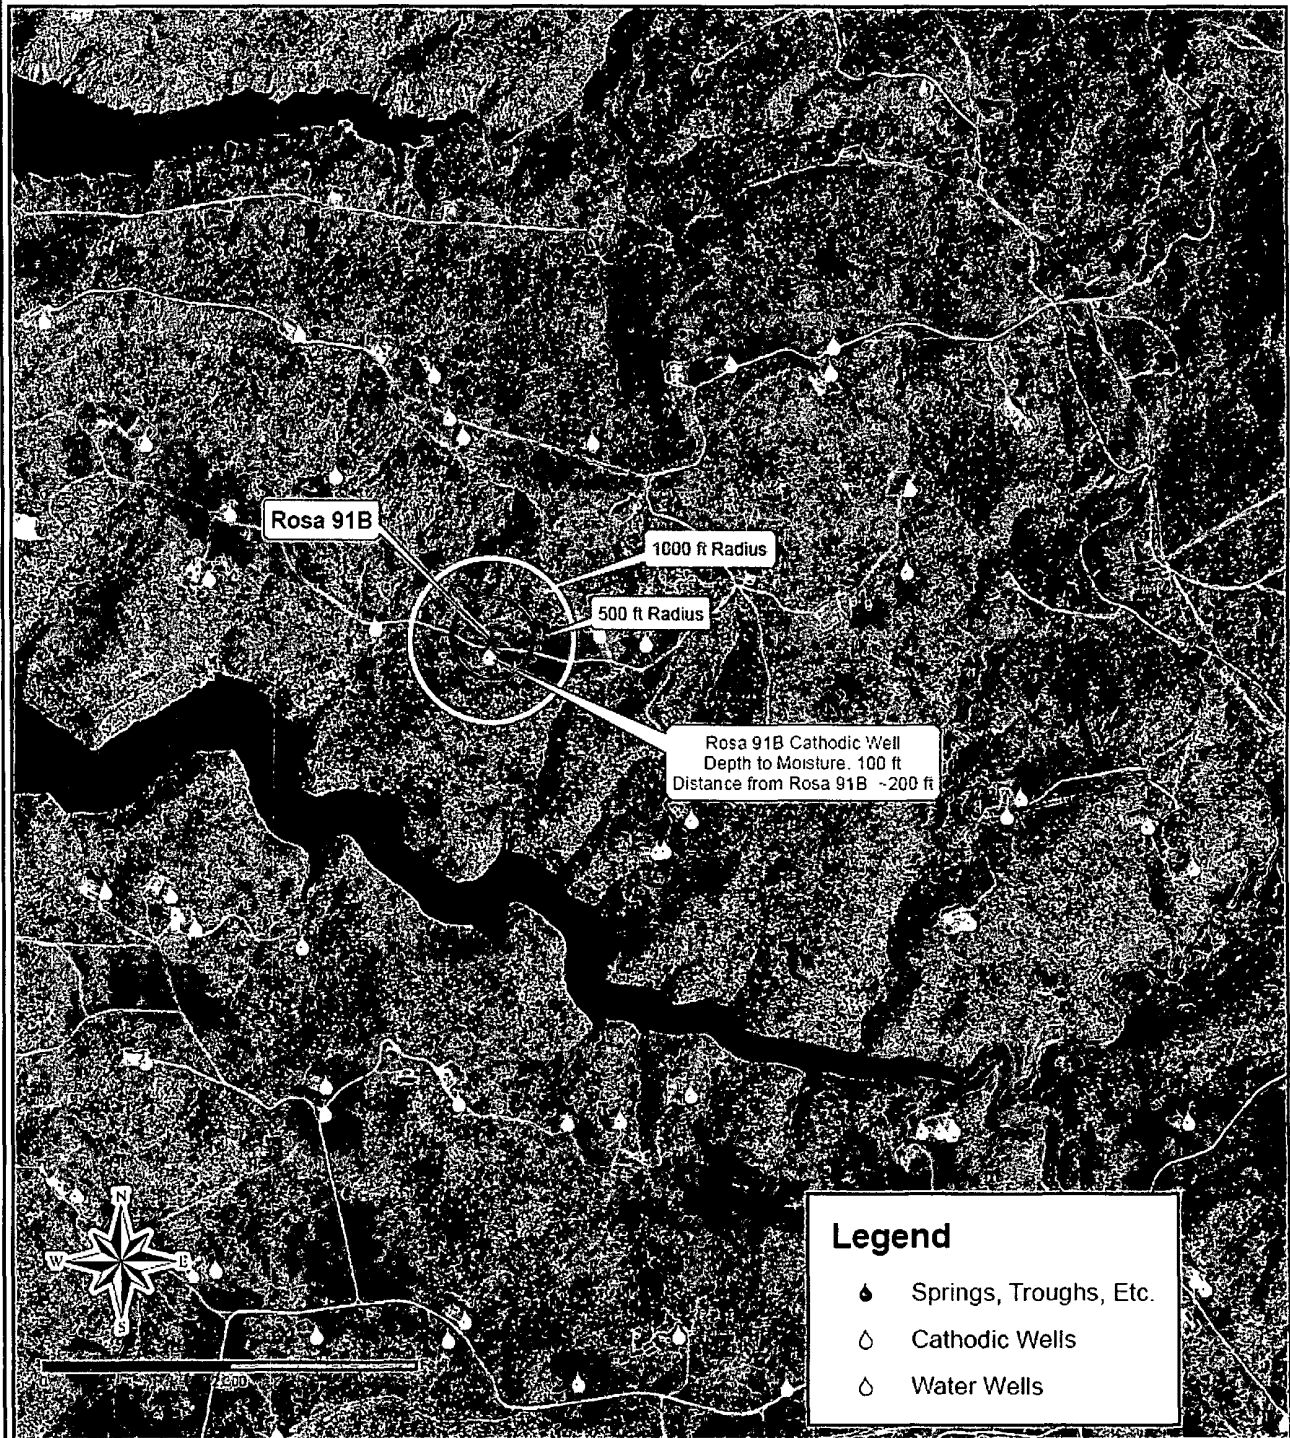 Rosa 91B
1000 ft Radius
500 ft Radius
Rosa 91B Cathodic Well
Depth to Moisture. 100 ft
Distance from Rosa 91B ~200 ft
N
W
E
S
Legend
Springs, Troughs, Etc.
Cathodic Wells
Water Wells